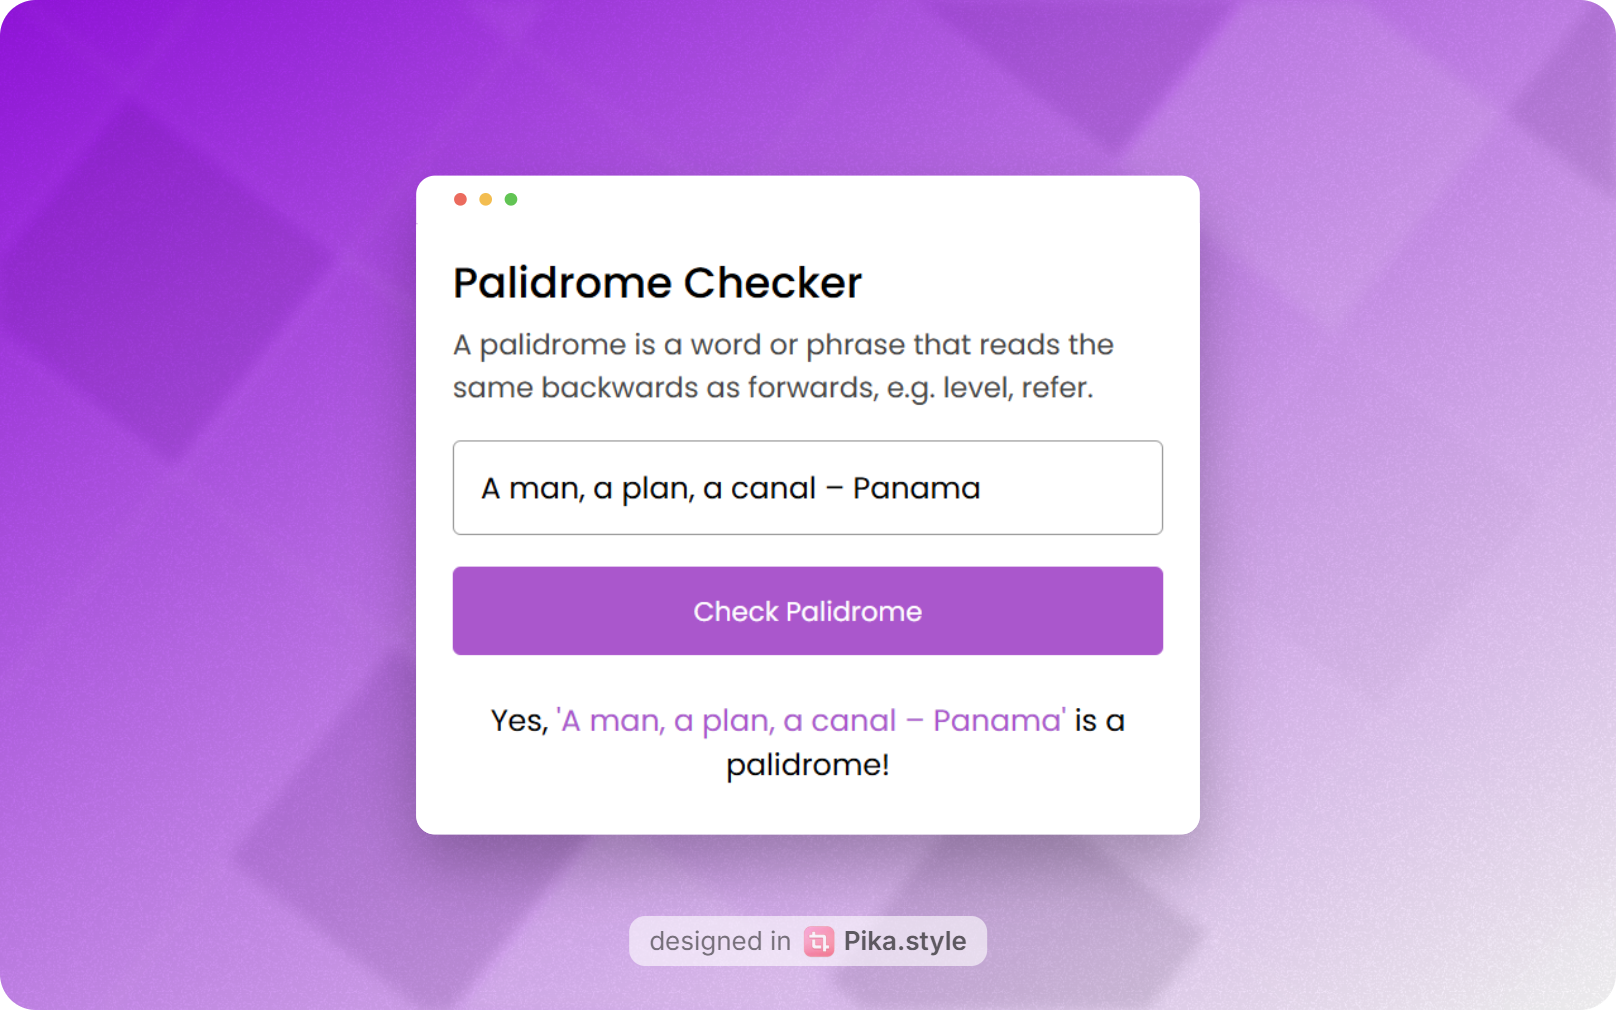 Palidrome Checker
A palidrome is a word or phrase that reads the
same backwards as forwards, e.g. level, refer.
A man, a plan, a canal – Panama
Check Palidrome
Yes, 'A man, a plan, a canal – Panama' is a
palidrome!
designed in Pika.style